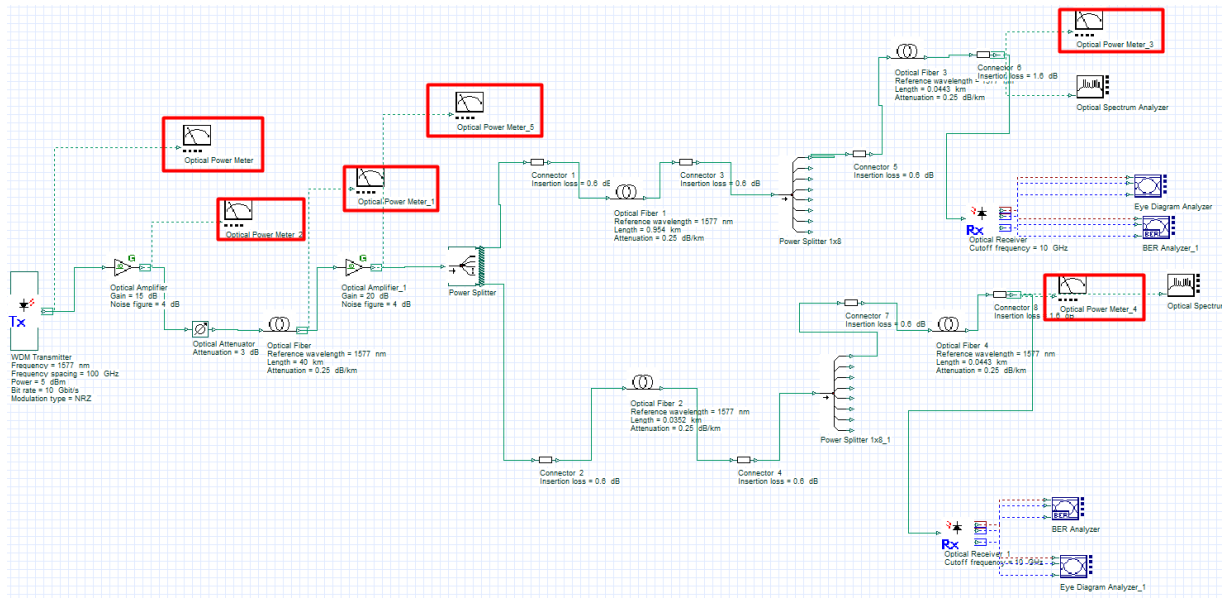 Optical Power Meter_3
Connector 6
Insertion loss = 1.6 dB
Optical Fiber 3
Reference wavelength = 1577 nm
Length = 0.0443 km
Attenuation = 0.25 dB/km
Optical Spectrum Analyzer
Optical Power Meter_5
Optical Power Meter
Connector 1
Insertion loss = 0.6 dB
Connector 3
Insertion loss = 0.6 dB
Connector 5
Insertion loss = 0.6 dB
Optical Power Meter_1
Eye Diagram Analyzer
Optical Fiber 1
Reference wavelength = 1577 nm
Length = 0.954 km
Attenuation = 0.25 dB/km
Optical Power Meter_2
Rx
Optical Receiver
Cutoff frequency = 10 GHz
BER
BER Analyzer_1
Power Splitter 1x8
G
Optical Amplifier
Gain = 15 dB
Noise figure = 4 dB
G
Optical Amplifier_1
Gain = 20 dB
Noise figure = 4 dB
Power Splitter
Optical Power Meter_4
Optical Spectrum
Connector 8
Insertion loss = 1.6 dB
Connector 7
Insertion loss = 0.6 dB
Tx
WDM Transmitter
Frequency = 1577 nm
Frequency spacing = 100 GHz
Power = 5 dBm
Bit rate = 10 Gbit/s
Modulation type = NRZ
Optical Attenuator
Attenuation = 3 dB
Optical Fiber
Reference wavelength = 1577 nm
Length = 40 km
Attenuation = 0.25 dB/km
Optical Fiber 4
Reference wavelength = 1577 nm
Length = 0.0443 km
Attenuation = 0.25 dB/km
Optical Fiber 2
Reference wavelength = 1577 nm
Length = 0.0352 km
Attenuation = 0.25 dB/km
Power Splitter 1x8_1
Connector 2
Insertion loss = 0.6 dB
Connector 4
Insertion loss = 0.6 dB
BER
BER Analyzer
Rx
Optical Receiver_1
Cutoff frequency = 10 GHz
Eye Diagram Analyzer_1